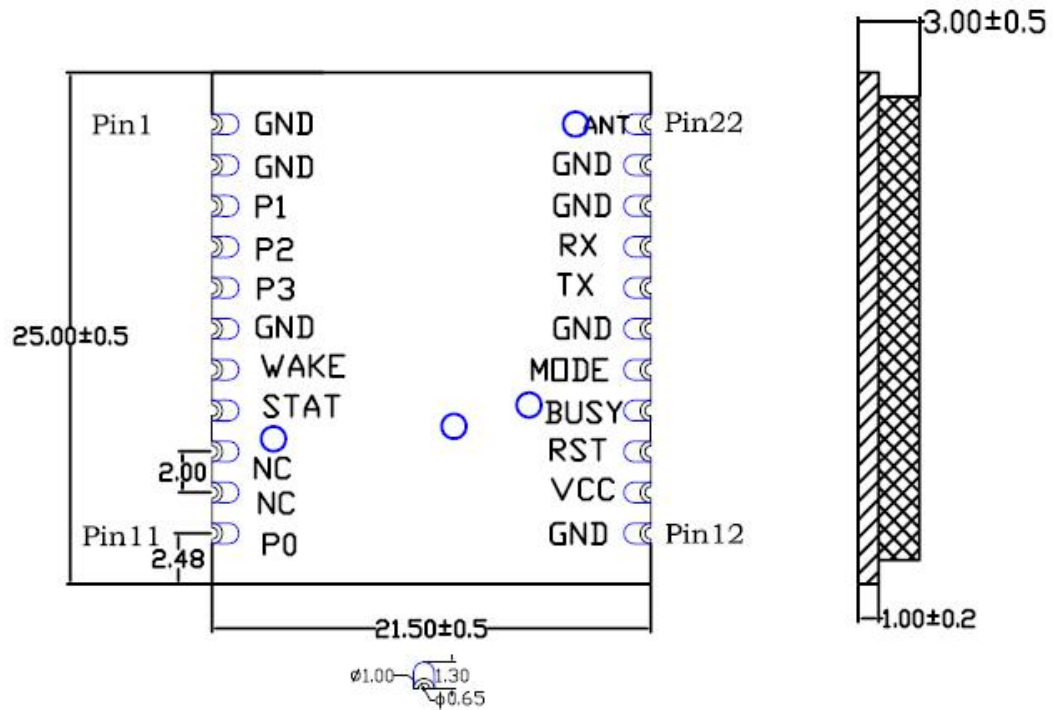 3.00±0.5
Pin1 GND ANT Pin22
GND GND
P1 GND
P2 RX
P3 TX
GND GND
25.00±0.5
WAKE MODE
STAT BUSY
NC RST
2.00
NC VCC
Pin11 P0 GND Pin12
2.48
21.50±0.5
1.00±0.2
ø1.00 1.30
ϕ0.65